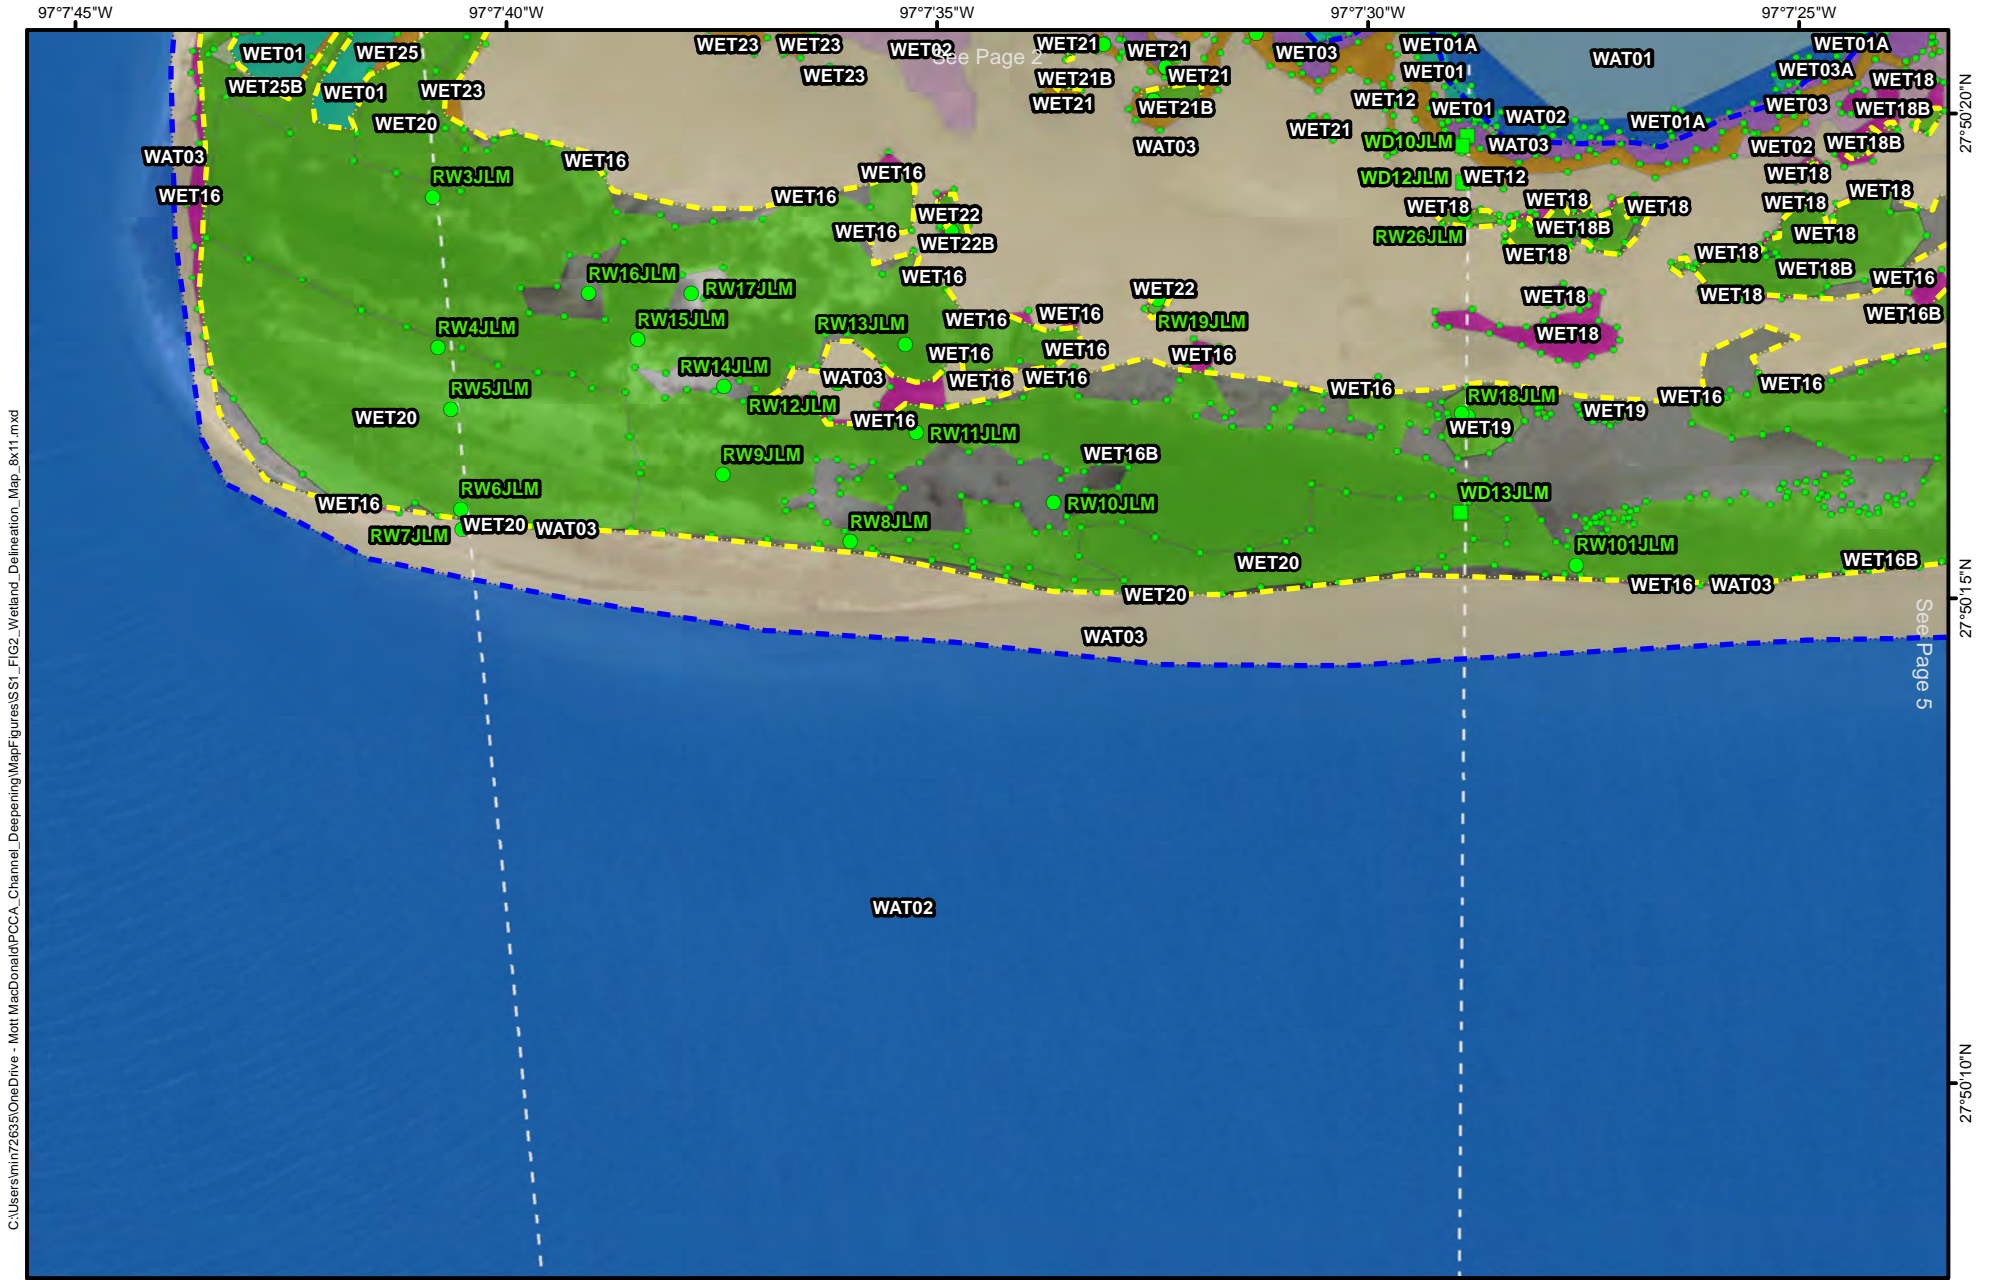 97°7'45"W 97°7'40"W 97°7'35"W 97°7'30"W 97°7'25"W
WET01 WET25 WET23 WET23 WET02 See Page 2 WET21 WET21 WET03 WET01A WAT01 WET01A
WET25B WET01 WET23 WET23 WET21B WET21 WET01 WET03A WET18
WET20 WET21 WET21B WET12 WET01 WAT02 WET01A WET03 WET18B
27°50'20"N
WAT03 WET16 WAT03 WET21 WD10JLM WAT03 WET02 WET18B
RW3JLM WET16 WD12JLM WET12 WET18
WET16 WET16 WET22 WET18 WET18 WET18 WET18 WET18
WET16 WET22B RW26JLM WET18B WET18
WET18 WET18 WET18B
RW16JLM RW17JLM WET16 WET22 WET18 WET18 WET16
RW4JLM RW15JLM RW13JLM WET16 WET16 RW19JLM WET18 WET16B
RW14JLM WET16 WET16 WET16
RW5JLM WAT03 WET16 WET16 WET16 RW18JLM WET16 WET16
WET20 RW12JLM WET16 RW11JLM WET19 WET19
RW9JLM WET16B
WET16 RW6JLM RW10JLM WD13JLM
RW7JLM WET20 WAT03 RW8JLM RW101JLM
WET20 WET16B
WET20 WET16 WAT03
27°50'15"N
WAT03
See Page 5
WAT02
27°50'10"N
C:\Users\min72635\OneDrive - Mott MacDonald\PCCA_Channel_Deepening\MapFigures\SS1_FIG2_Wetland_Delineation_Map_8x11.mxd